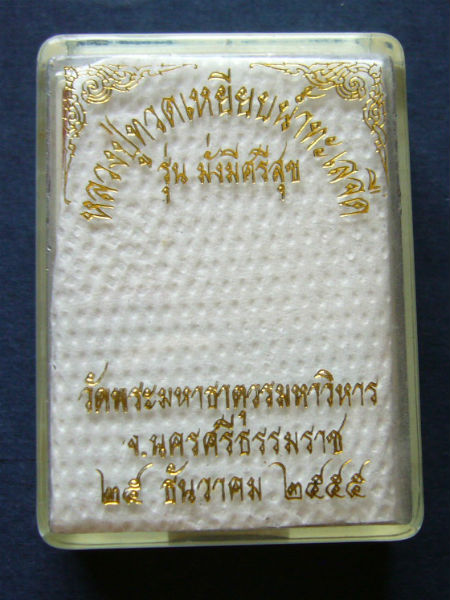 หลวงปู่ทวดเหยียบน้ำทะเลจืด
รุ่น มั่งมีศรีสุข
วัดพระมหาธาตุวรมหาวิหาร
จ.นครศรีธรรมราช
๒๕ ธันวาคม ๒๕๕๕